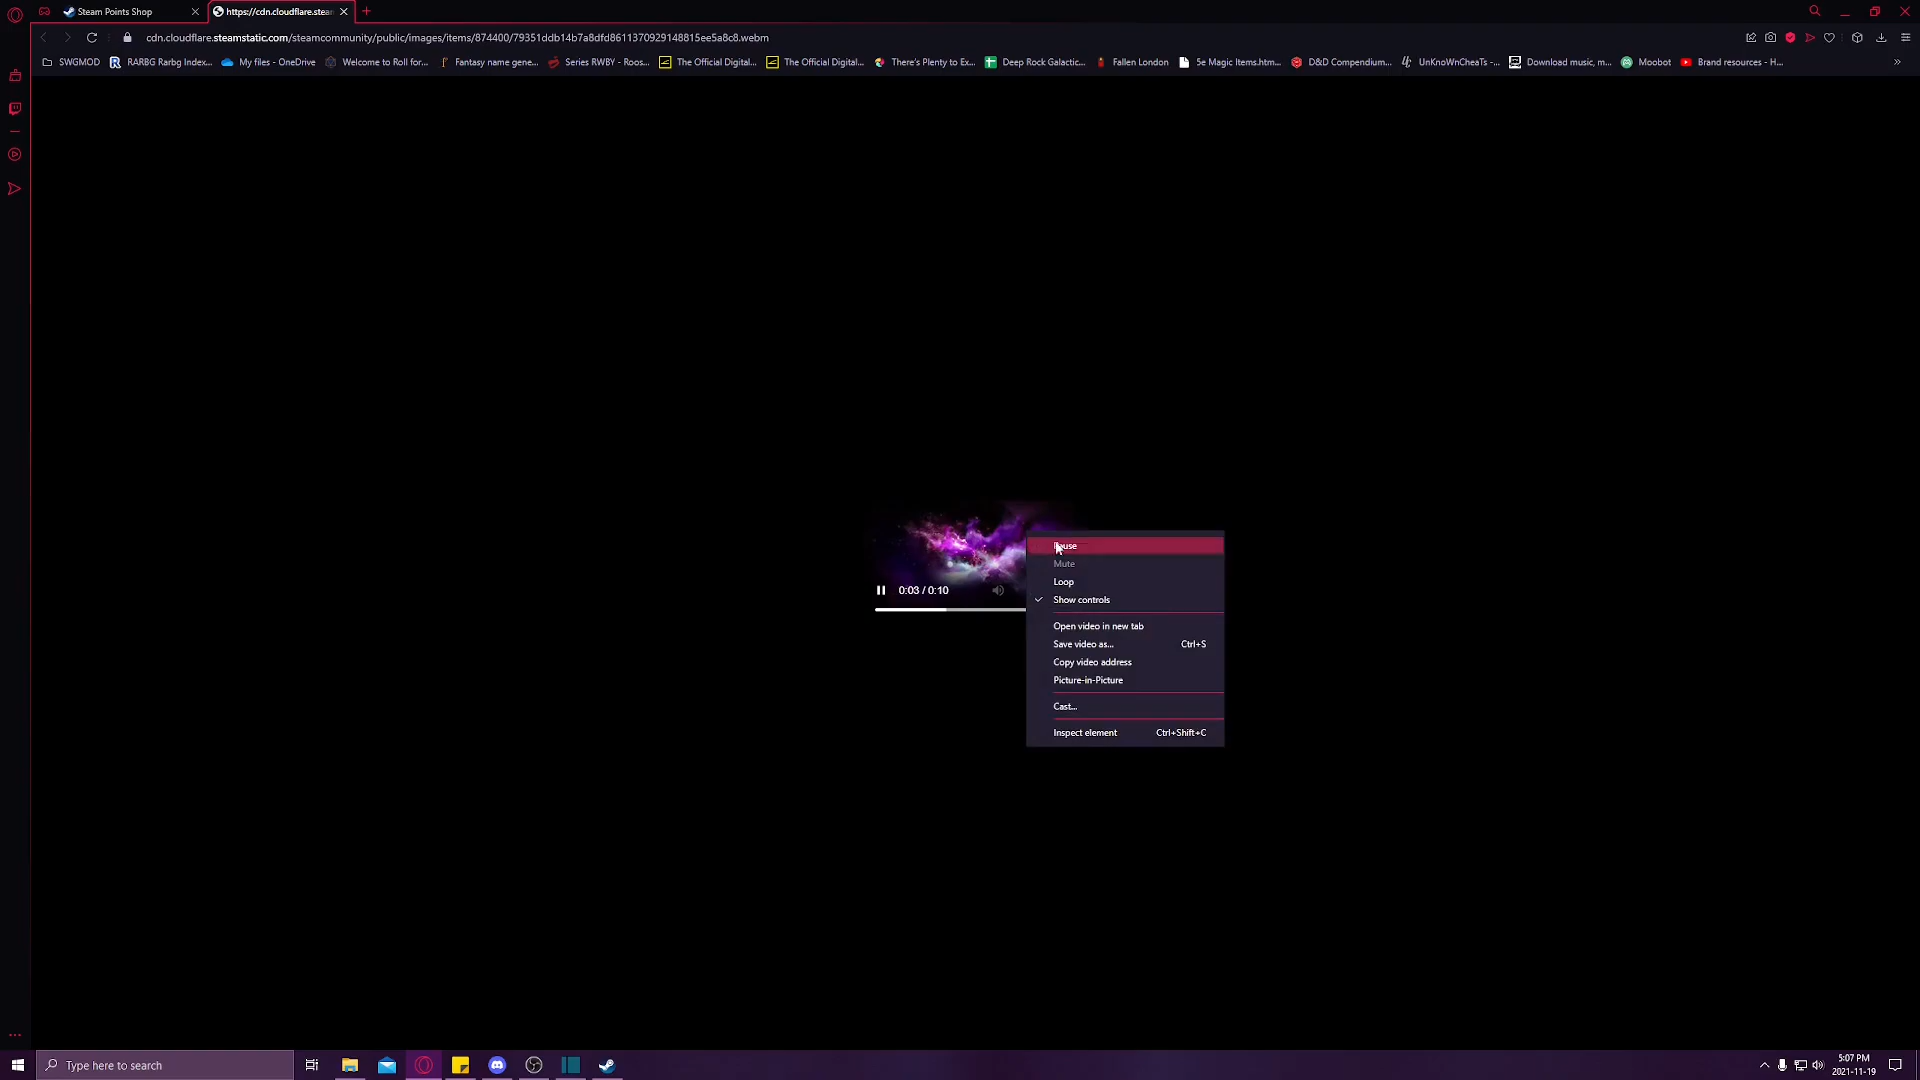 Steam Points Shop
https://cdn.cloudflare.stea
cdn.cloudflare.steamstatic.com/steamcommunity/public/images/items/874400/79351ddb14b7a8dfd8611370929148815ee5a8c8.webm
SWGMOD
RARBG Rarbg Index...
My files - OneDrive
Welcome to Roll for...
Fantasy name gene...
Series RWBY - Roos...
The Official Digital...
The Official Digital...
There's Plenty to Ex...
Deep Rock Galactic...
Fallen London
5e Magic Items.htm...
D&D Compendium...
UnKnoWnCheaTs -...
Download music, m...
Moobot
Brand resources - H...
Mute
Loop
0:03 / 0:10
Show controls
Open video in new tab
Save video as... Ctrl+S
Copy video address
Picture-in-Picture
Cast...
Inspect element Ctrl+Shift+C
Type here to search
5:07 PM
2021-11-19